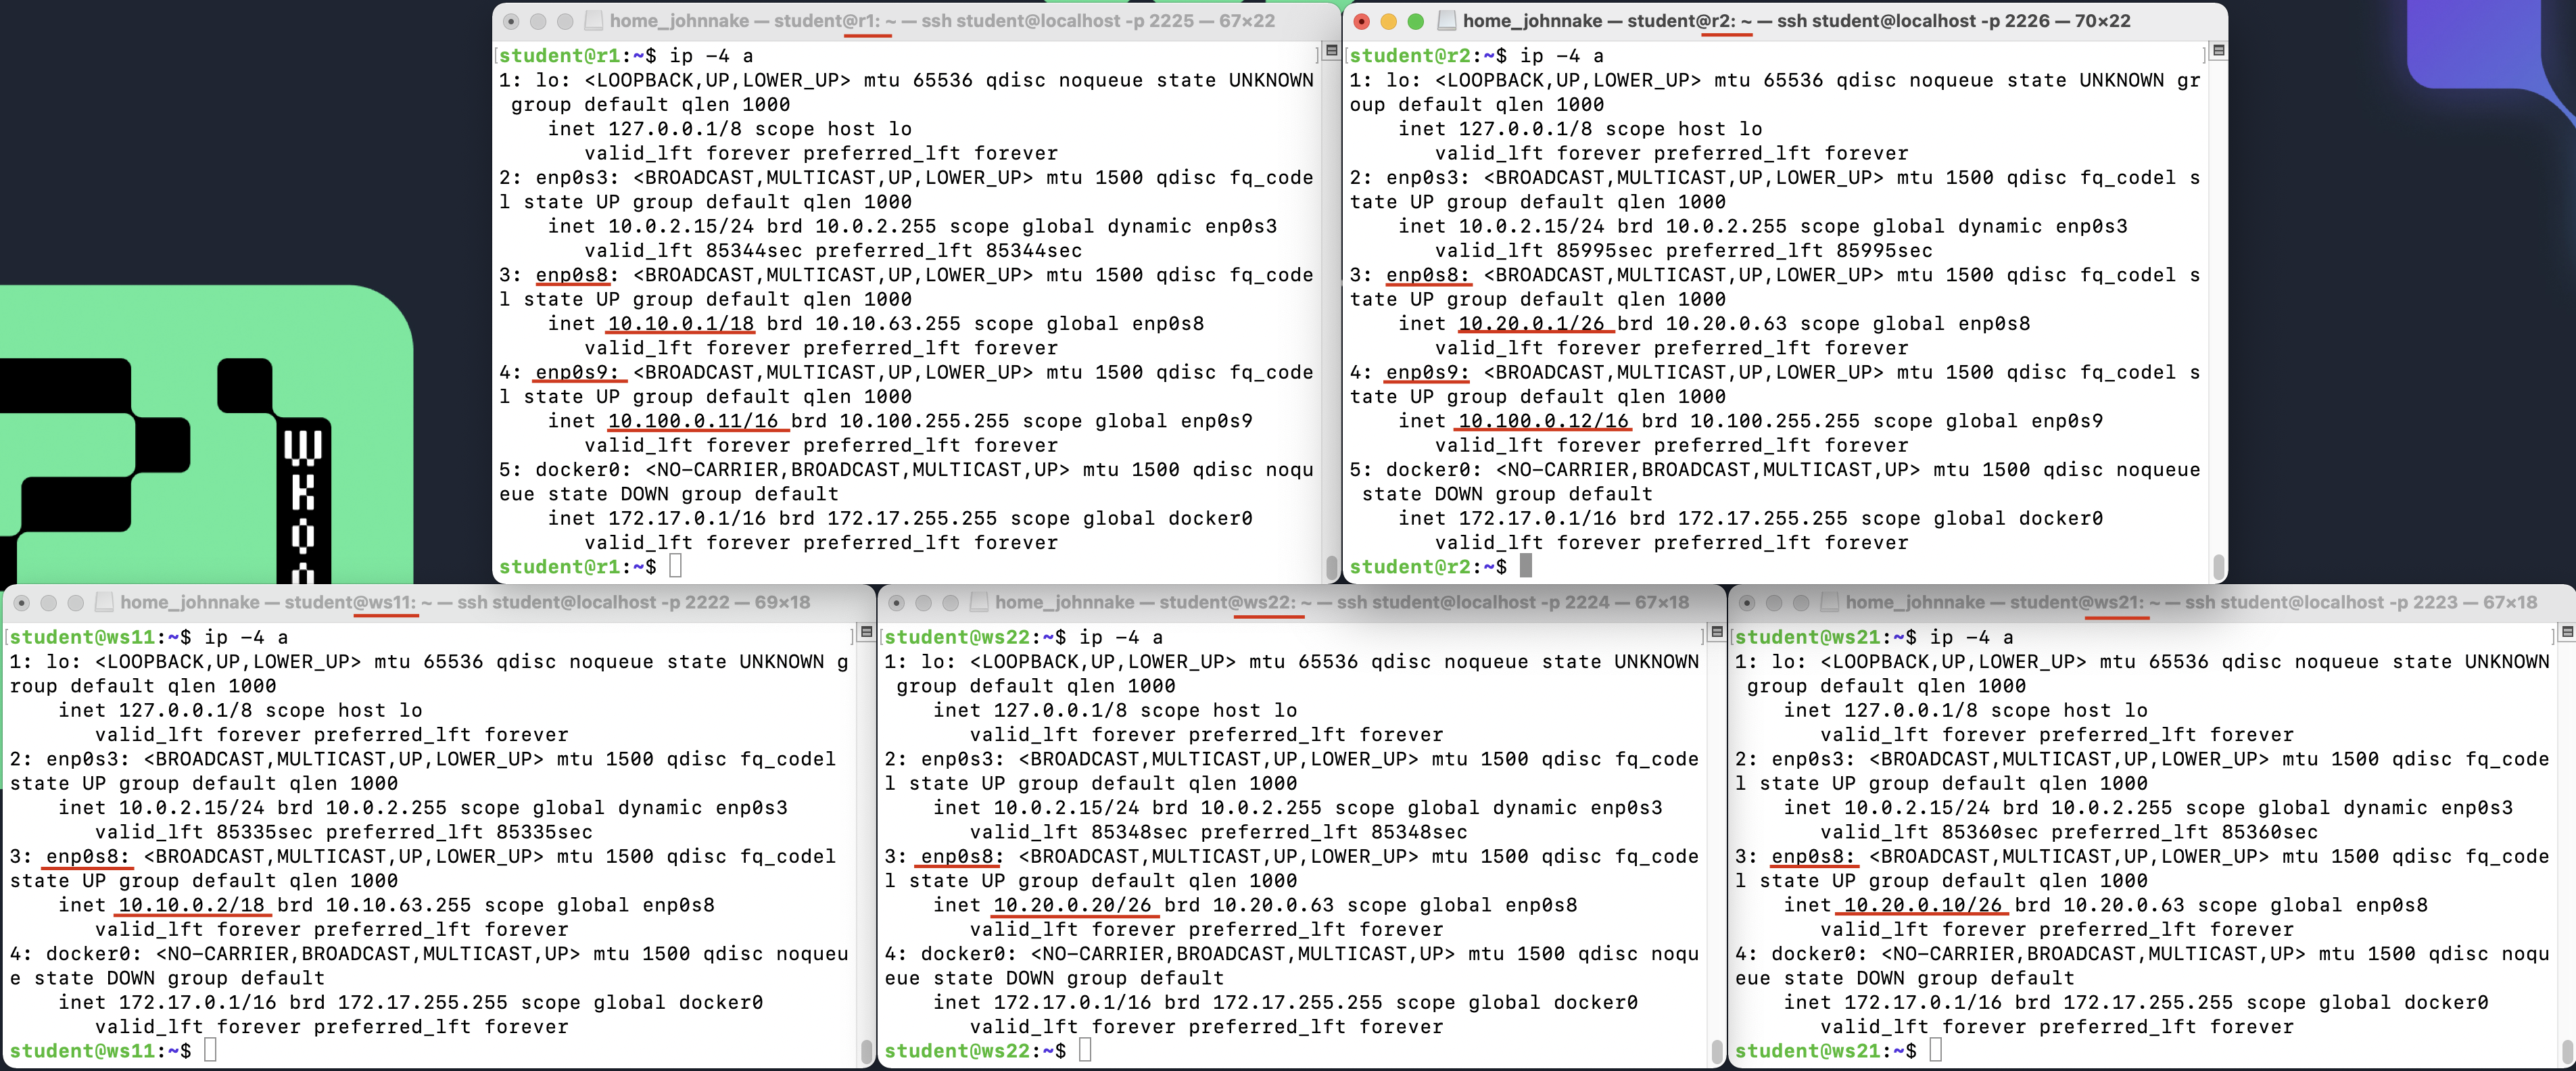 home_johnnake — student@r1: ~ — ssh student@localhost -p 2225 — 67×22
student@r1:~$ ip -4 a
1: lo: <LOOPBACK,UP,LOWER_UP> mtu 65536 qdisc noqueue state UNKNOWN
 group default qlen 1000
    inet 127.0.0.1/8 scope host lo
       valid_lft forever preferred_lft forever
2: enp0s3: <BROADCAST,MULTICAST,UP,LOWER_UP> mtu 1500 qdisc fq_code
l state UP group default qlen 1000
    inet 10.0.2.15/24 brd 10.0.2.255 scope global dynamic enp0s3
       valid_lft 85344sec preferred_lft 85344sec
3: enp0s8: <BROADCAST,MULTICAST,UP,LOWER_UP> mtu 1500 qdisc fq_code
l state UP group default qlen 1000
    inet 10.10.0.1/18 brd 10.10.63.255 scope global enp0s8
       valid_lft forever preferred_lft forever
4: enp0s9: <BROADCAST,MULTICAST,UP,LOWER_UP> mtu 1500 qdisc fq_code
l state UP group default qlen 1000
    inet 10.100.0.11/16 brd 10.100.255.255 scope global enp0s9
       valid_lft forever preferred_lft forever
5: docker0: <NO-CARRIER,BROADCAST,MULTICAST,UP> mtu 1500 qdisc noqu
eue state DOWN group default
    inet 172.17.0.1/16 brd 172.17.255.255 scope global docker0
       valid_lft forever preferred_lft forever
student@r1:~$
home_johnnake — student@r2: ~ — ssh student@localhost -p 2226 — 70×22
student@r2:~$ ip -4 a
1: lo: <LOOPBACK,UP,LOWER_UP> mtu 65536 qdisc noqueue state UNKNOWN gr
oup default qlen 1000
    inet 127.0.0.1/8 scope host lo
       valid_lft forever preferred_lft forever
2: enp0s3: <BROADCAST,MULTICAST,UP,LOWER_UP> mtu 1500 qdisc fq_codel s
tate UP group default qlen 1000
    inet 10.0.2.15/24 brd 10.0.2.255 scope global dynamic enp0s3
       valid_lft 85995sec preferred_lft 85995sec
3: enp0s8: <BROADCAST,MULTICAST,UP,LOWER_UP> mtu 1500 qdisc fq_codel s
tate UP group default qlen 1000
    inet 10.20.0.1/26 brd 10.20.0.63 scope global enp0s8
       valid_lft forever preferred_lft forever
4: enp0s9: <BROADCAST,MULTICAST,UP,LOWER_UP> mtu 1500 qdisc fq_codel s
tate UP group default qlen 1000
    inet 10.100.0.12/16 brd 10.100.255.255 scope global enp0s9
       valid_lft forever preferred_lft forever
5: docker0: <NO-CARRIER,BROADCAST,MULTICAST,UP> mtu 1500 qdisc noqueue
 state DOWN group default
    inet 172.17.0.1/16 brd 172.17.255.255 scope global docker0
       valid_lft forever preferred_lft forever
student@r2:~$
home_johnnake — student@ws11: ~ — ssh student@localhost -p 2222 — 69×18
student@ws11:~$ ip -4 a
1: lo: <LOOPBACK,UP,LOWER_UP> mtu 65536 qdisc noqueue state UNKNOWN g
roup default qlen 1000
    inet 127.0.0.1/8 scope host lo
       valid_lft forever preferred_lft forever
2: enp0s3: <BROADCAST,MULTICAST,UP,LOWER_UP> mtu 1500 qdisc fq_codel
state UP group default qlen 1000
    inet 10.0.2.15/24 brd 10.0.2.255 scope global dynamic enp0s3
       valid_lft 85335sec preferred_lft 85335sec
3: enp0s8: <BROADCAST,MULTICAST,UP,LOWER_UP> mtu 1500 qdisc fq_codel
state UP group default qlen 1000
    inet 10.10.0.2/18 brd 10.10.63.255 scope global enp0s8
       valid_lft forever preferred_lft forever
4: docker0: <NO-CARRIER,BROADCAST,MULTICAST,UP> mtu 1500 qdisc noqueu
e state DOWN group default
    inet 172.17.0.1/16 brd 172.17.255.255 scope global docker0
       valid_lft forever preferred_lft forever
student@ws11:~$
home_johnnake — student@ws22: ~ — ssh student@localhost -p 2224 — 67×18
student@ws22:~$ ip -4 a
1: lo: <LOOPBACK,UP,LOWER_UP> mtu 65536 qdisc noqueue state UNKNOWN
 group default qlen 1000
    inet 127.0.0.1/8 scope host lo
       valid_lft forever preferred_lft forever
2: enp0s3: <BROADCAST,MULTICAST,UP,LOWER_UP> mtu 1500 qdisc fq_code
l state UP group default qlen 1000
    inet 10.0.2.15/24 brd 10.0.2.255 scope global dynamic enp0s3
       valid_lft 85348sec preferred_lft 85348sec
3: enp0s8: <BROADCAST,MULTICAST,UP,LOWER_UP> mtu 1500 qdisc fq_code
l state UP group default qlen 1000
    inet 10.20.0.20/26 brd 10.20.0.63 scope global enp0s8
       valid_lft forever preferred_lft forever
4: docker0: <NO-CARRIER,BROADCAST,MULTICAST,UP> mtu 1500 qdisc noqu
eue state DOWN group default
    inet 172.17.0.1/16 brd 172.17.255.255 scope global docker0
       valid_lft forever preferred_lft forever
student@ws22:~$
home_johnnake — student@ws21: ~ — ssh student@localhost -p 2223 — 67×18
student@ws21:~$ ip -4 a
1: lo: <LOOPBACK,UP,LOWER_UP> mtu 65536 qdisc noqueue state UNKNOWN
 group default qlen 1000
    inet 127.0.0.1/8 scope host lo
       valid_lft forever preferred_lft forever
2: enp0s3: <BROADCAST,MULTICAST,UP,LOWER_UP> mtu 1500 qdisc fq_code
l state UP group default qlen 1000
    inet 10.0.2.15/24 brd 10.0.2.255 scope global dynamic enp0s3
       valid_lft 85360sec preferred_lft 85360sec
3: enp0s8: <BROADCAST,MULTICAST,UP,LOWER_UP> mtu 1500 qdisc fq_code
l state UP group default qlen 1000
    inet 10.20.0.10/26 brd 10.20.0.63 scope global enp0s8
       valid_lft forever preferred_lft forever
4: docker0: <NO-CARRIER,BROADCAST,MULTICAST,UP> mtu 1500 qdisc noqu
eue state DOWN group default
    inet 172.17.0.1/16 brd 172.17.255.255 scope global docker0
       valid_lft forever preferred_lft forever
student@ws21:~$